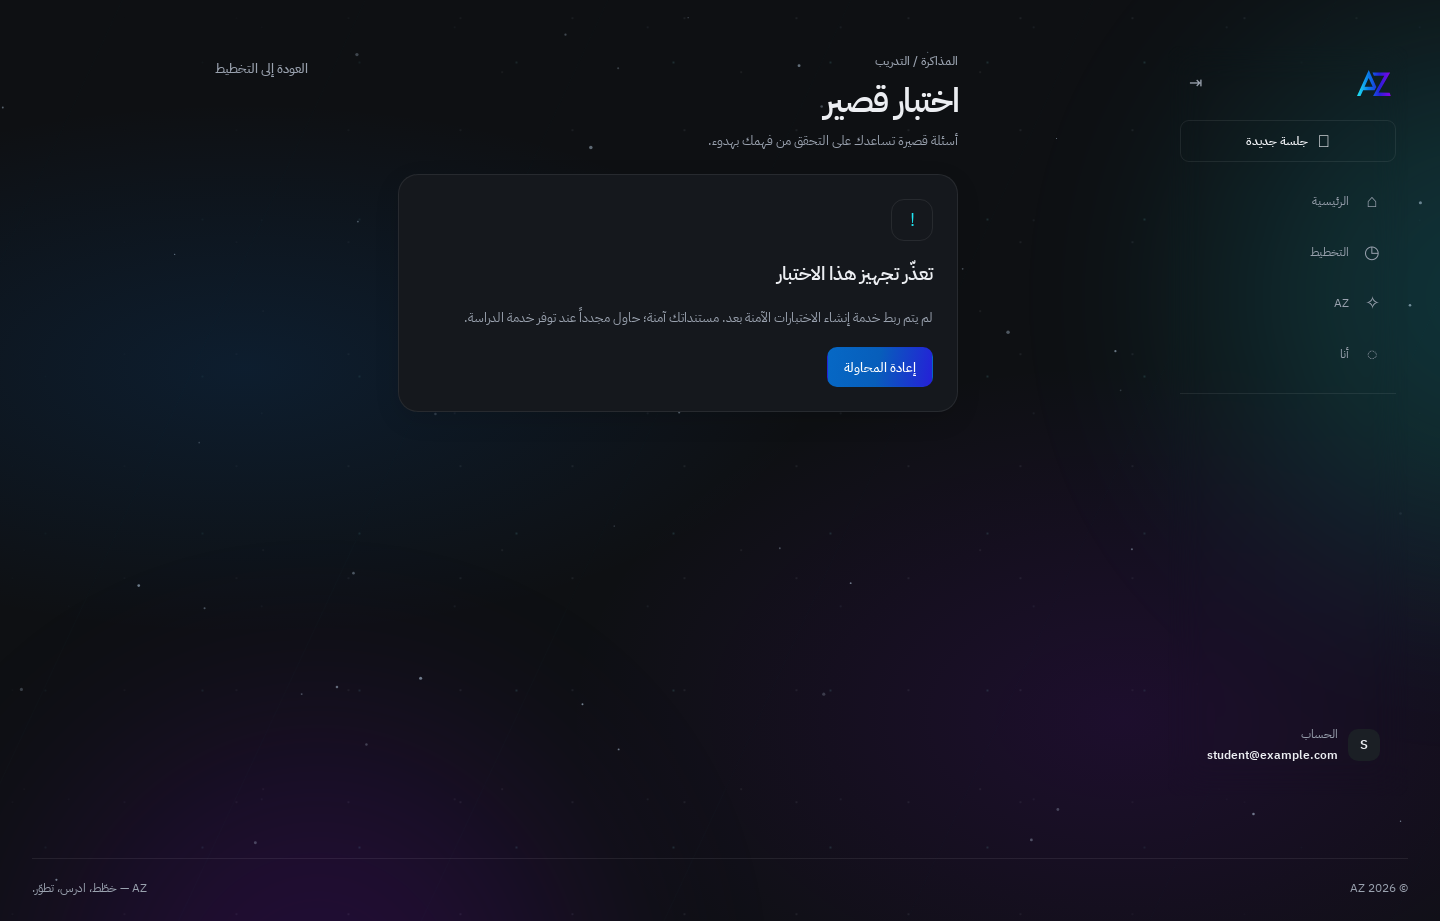 AZ
جلسة جديدة
الرئيسية
التخطيط
AZ
أنا
الحساب
S
student@example.com
المذاكرة / التدريب
اختبار قصير
أسئلة قصيرة تساعدك على التحقق من فهمك بهدوء.
العودة إلى التخطيط
!
تعذّر تجهيز هذا الاختبار
لم يتم ربط خدمة إنشاء الاختبارات الآمنة بعد. مستنداتك آمنة؛ حاول مجدداً عند توفر خدمة الدراسة.
إعادة المحاولة
© 2026 AZ
AZ — خطّط، ادرس، تطوّر.